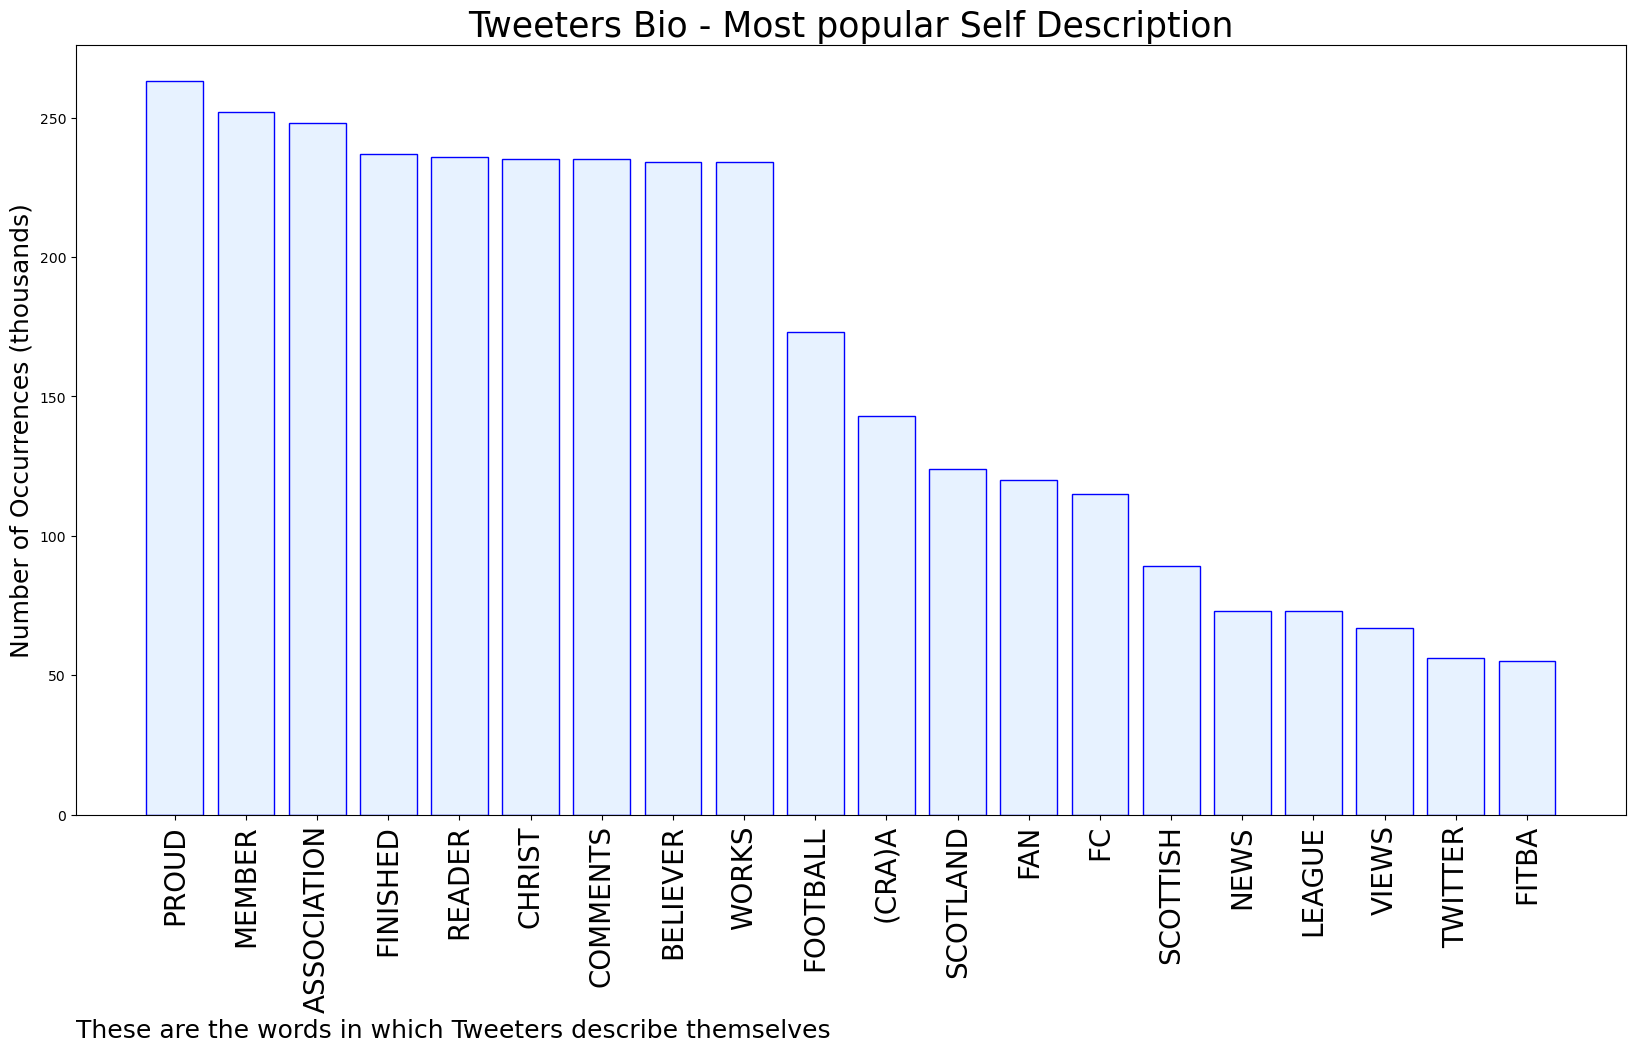 Tweeters Bio - Most popular Self Description
Number of Occurrences (thousands)
250
200
150
100
50
0
PROUD
MEMBER
ASSOCIATION
FINISHED
READER
CHRIST
COMMENTS
BELIEVER
WORKS
FOOTBALL
(CRA)A
SCOTLAND
FAN
FC
SCOTTISH
NEWS
LEAGUE
VIEWS
TWITTER
FITBA
These are the words in which Tweeters describe themselves